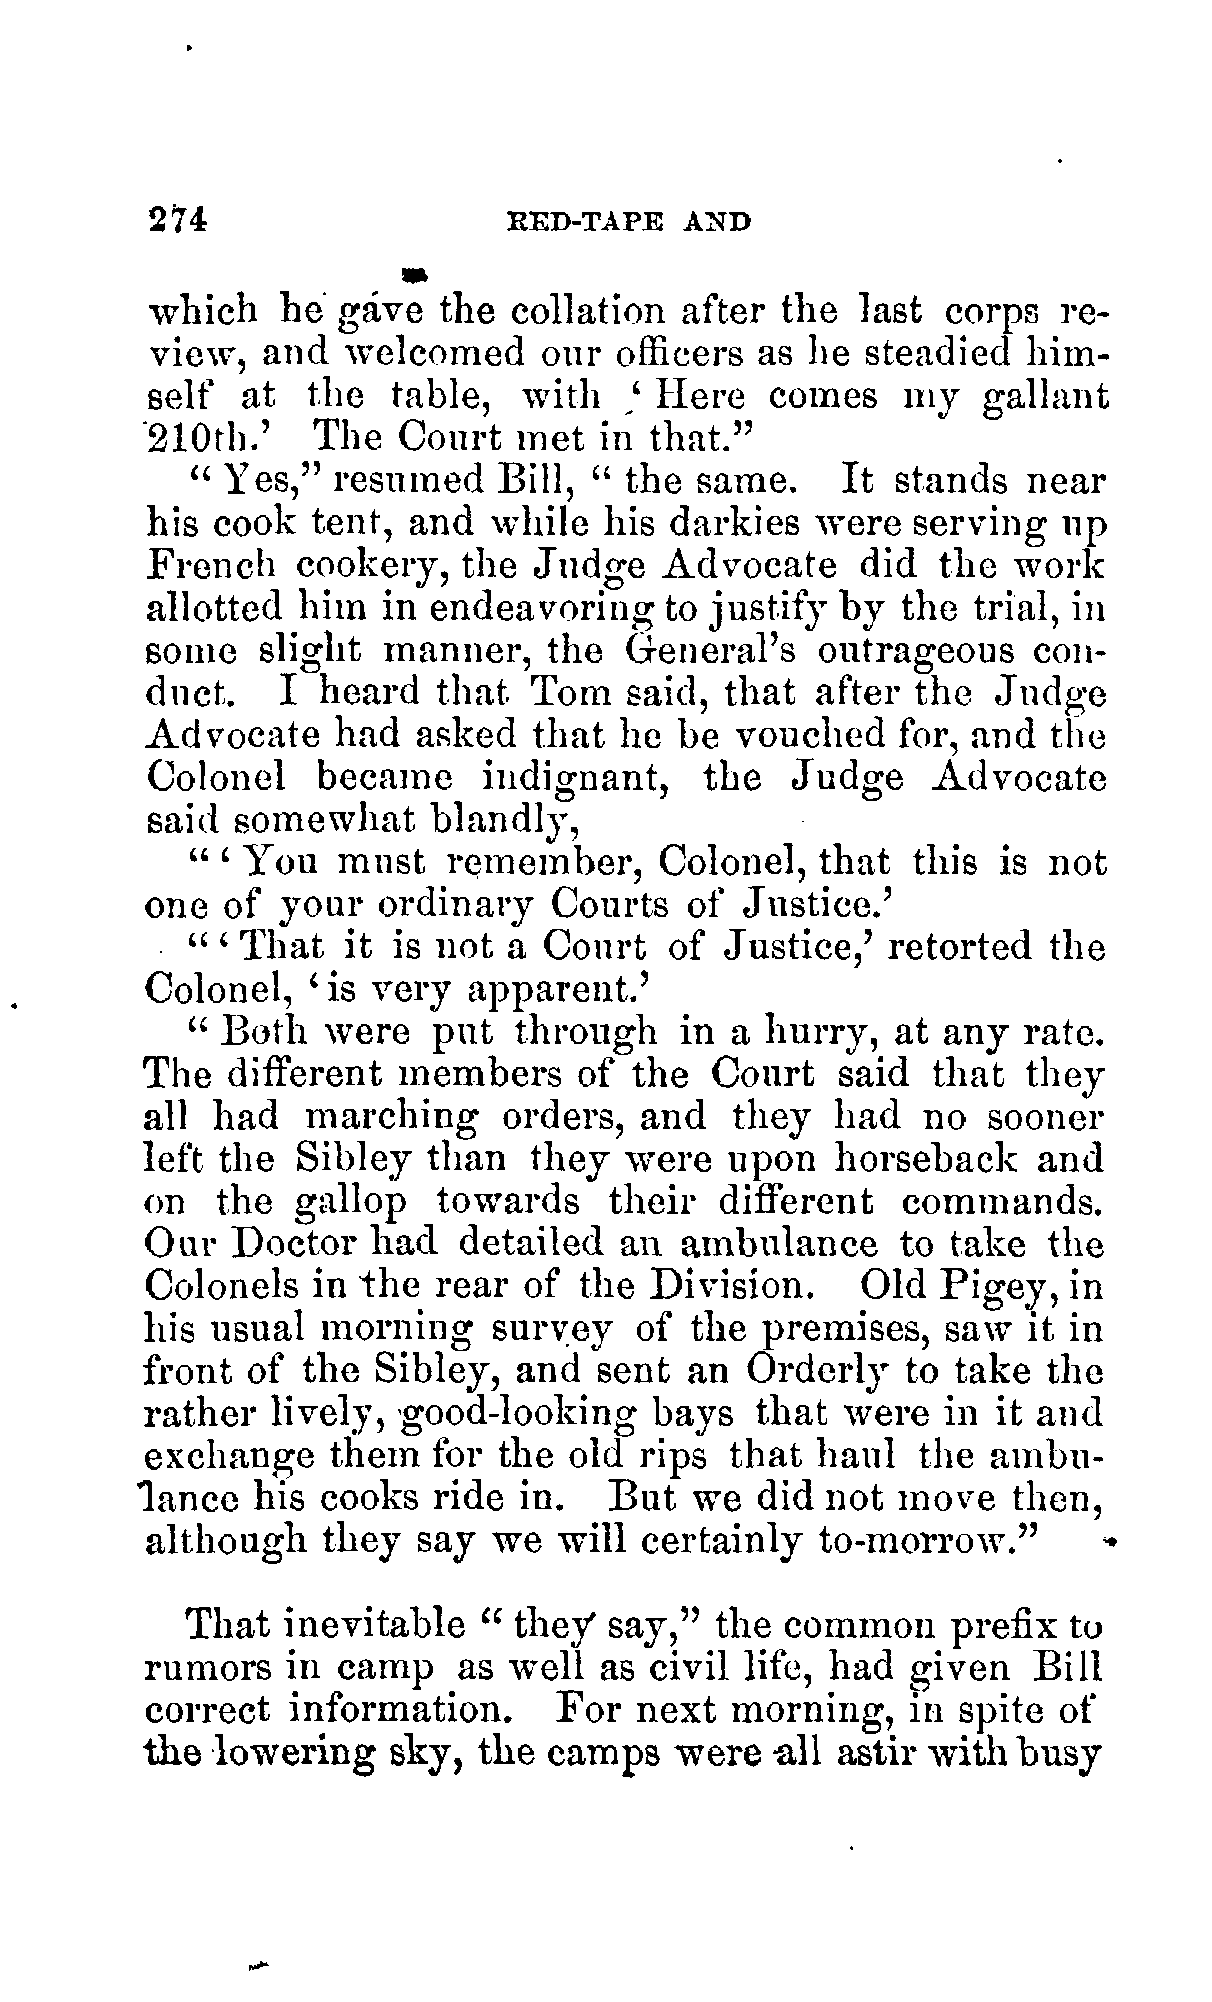 274 RED-TAPE AND
which he gave the collation after the last corps re-
view, and welcomed our officers as he steadied him-
self at the table, with ‘ Here comes my gallant
210th.’ The Court met in that.”
“ Yes,” resumed Bill, “ the same. It stands near
his cook tent, and while his darkies were serving up
French cookery, the Judge Advocate did the work
allotted him in endeavoring to justify by the trial, in
some slight manner, the General’s outrageous con-
duct. I heard that Tom said, that after the Judge
Advocate had asked that he be vouched for, and the
Colonel became indignant, the Judge Advocate
said somewhat blandly,
“ ‘ You must remember, Colonel, that this is not
one of your ordinary Courts of Justice.’
“ ‘ That it is not a Court of Justice,’ retorted the
Colonel, ‘ is very apparent.’
“ Both were put through in a hurry, at any rate.
The different members of the Court said that they
all had marching orders, and they had no sooner
left the Sibley than they were upon horseback and
on the gallop towards their different commands.
Our Doctor had detailed an ambulance to take the
Colonels in the rear of the Division. Old Pigey, in
his usual morning survey of the premises, saw it in
front of the Sibley, and sent an Orderly to take the
rather lively, good-looking bays that were in it and
exchange them for the old rips that haul the ambu-
lance his cooks ride in. But we did not move then,
although they say we will certainly to-morrow.”
That inevitable “ they say,” the common prefix to
rumors in camp as well as civil life, had given Bill
correct information. For next morning, in spite of
the lowering sky, the camps were all astir with busy